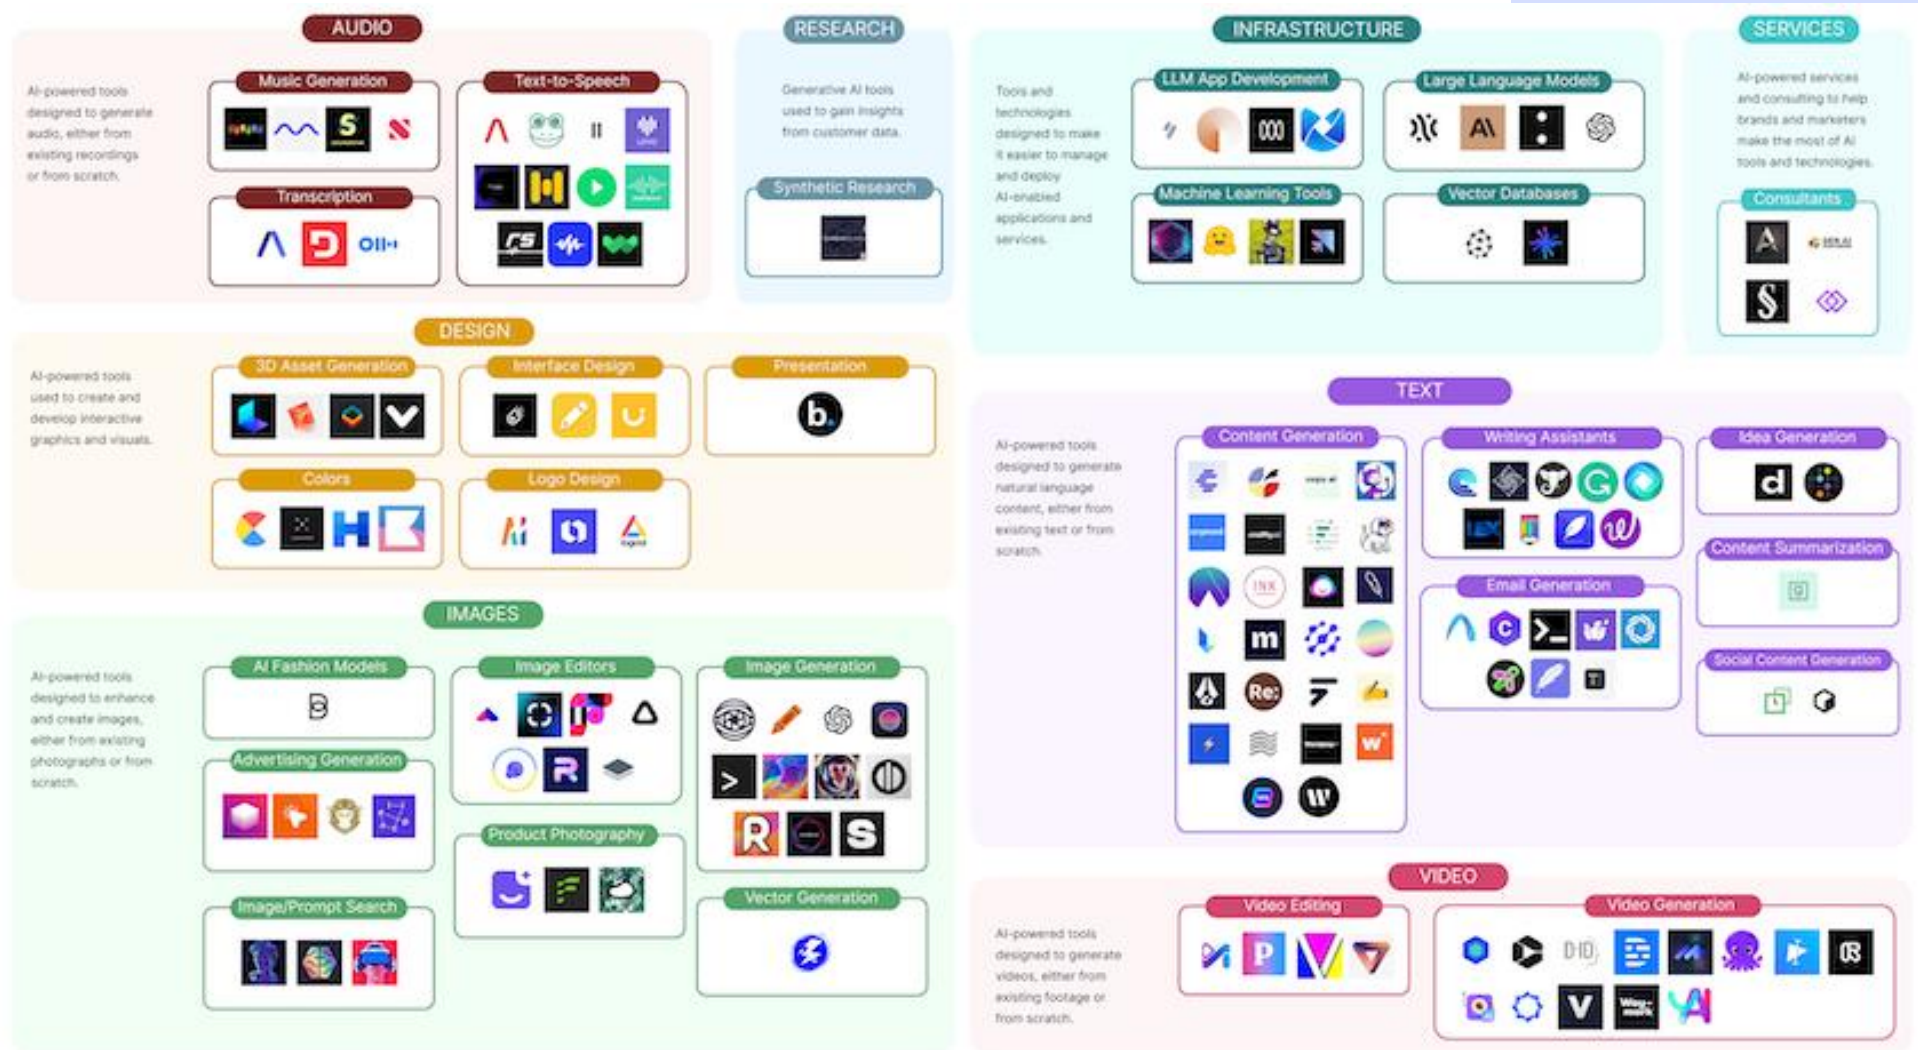 AUDIO
AI-powered tools
designed to generate
audio, either from
existing recordings
or from scratch.
Music Generation
Text-to-Speech
Transcription
RESEARCH
Generative AI tools
used to gain insights
from customer data.
Synthetic Research
INFRASTRUCTURE
Tools and
technologies
designed to make
it easier to manage
and deploy
AI-enabled
applications and
services.
LLM App Development
Large Language Models
AI
Machine Learning Tools
Vector Databases
SERVICES
AI-powered services
and consulting to help
brands and marketers
make the most of AI
tools and technologies.
Consultants
DESIGN
AI-powered tools
used to create and
develop interactive
graphics and visuals.
3D Asset Generation
Interface Design
Presentation
b.
Colors
Logo Design
TEXT
AI-powered tools
designed to generate
natural language
content, either from
existing text or from
scratch.
Content Generation
copy.ai
INK
m
Re:
w
W
Writing Assistants
LEX
Idea Generation
d
Content Summarization
Email Generation
Social Content Generation
IMAGES
AI-powered tools
designed to enhance
and create images,
either from existing
photographs or from
scratch.
AI Fashion Models
Image Editors
R
Image Generation
R
S
Advertising Generation
Product Photography
Image/Prompt Search
Vector Generation
VIDEO
AI-powered tools
designed to generate
videos, either from
existing footage or
from scratch.
Video Editing
P
Video Generation
D-ID
V
Way-
mark